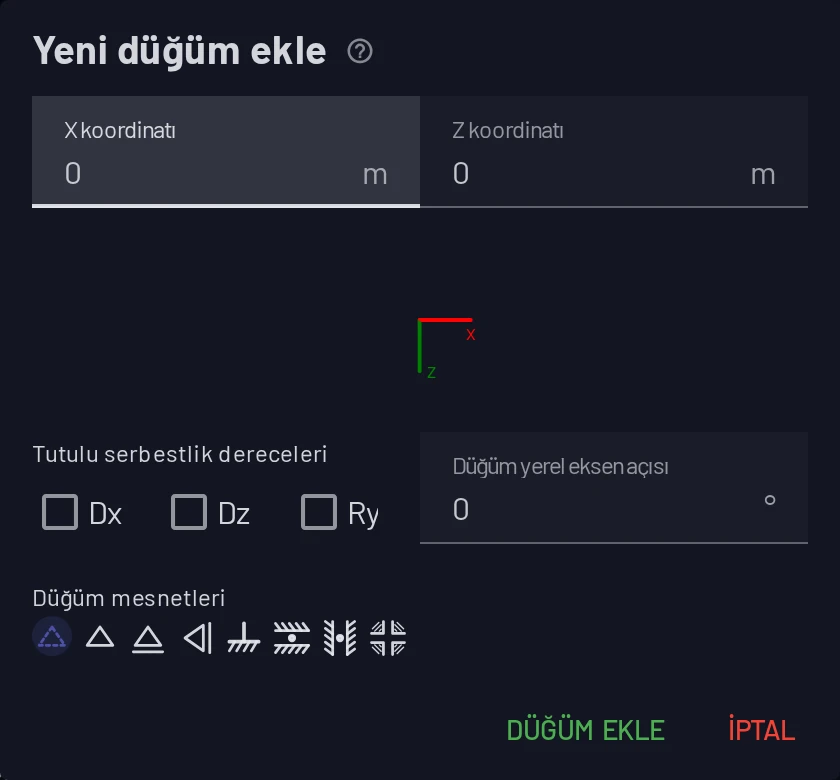 Yeni düğüm ekle ?
X koordinatı
0 m
Z koordinatı
0 m
x
z
Tutulu serbestlik dereceleri
Dx Dz Ry
Düğüm yerel eksen açısı
0 °
Düğüm mesnetleri
DÜĞÜM EKLE İPTAL